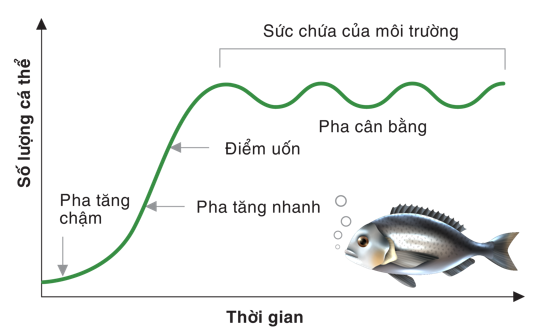 Sức chứa của môi trường
Số lượng cá thể
Pha cân bằng
Điểm uốn
Pha tăng
chậm
Pha tăng nhanh
Thời gian